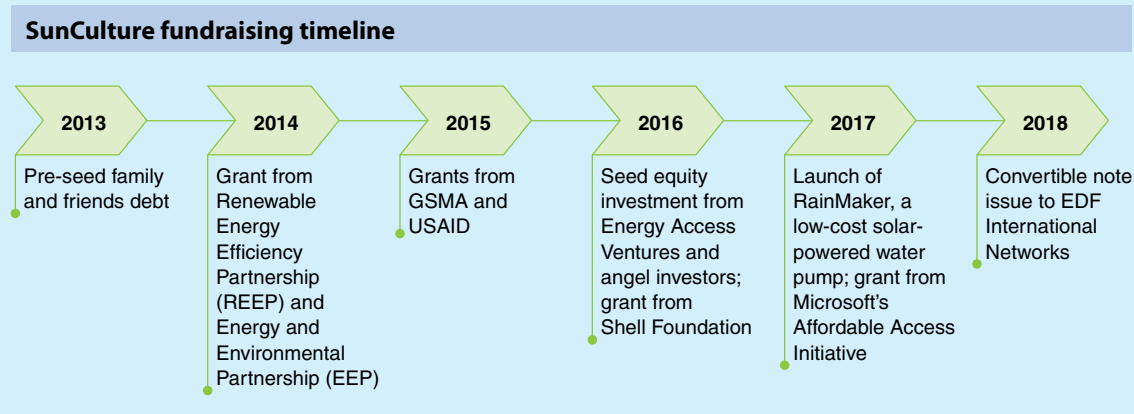 SunCulture fundraising timeline
2013
Pre-seed family
and friends debt
2014
Grant from
Renewable
Energy
Efficiency
Partnership
(REEP) and
Energy and
Environmental
Partnership (EEP)
2015
Grants from
GSMA and
USAID
2016
Seed equity
investment from
Energy Access
Ventures and
angel investors;
grant from
Shell Foundation
2017
Launch of
RainMaker, a
low-cost solar-
powered water
pump; grant from
Microsoft’s
Affordable Access
Initiative
2018
Convertible note
issue to EDF
International
Networks